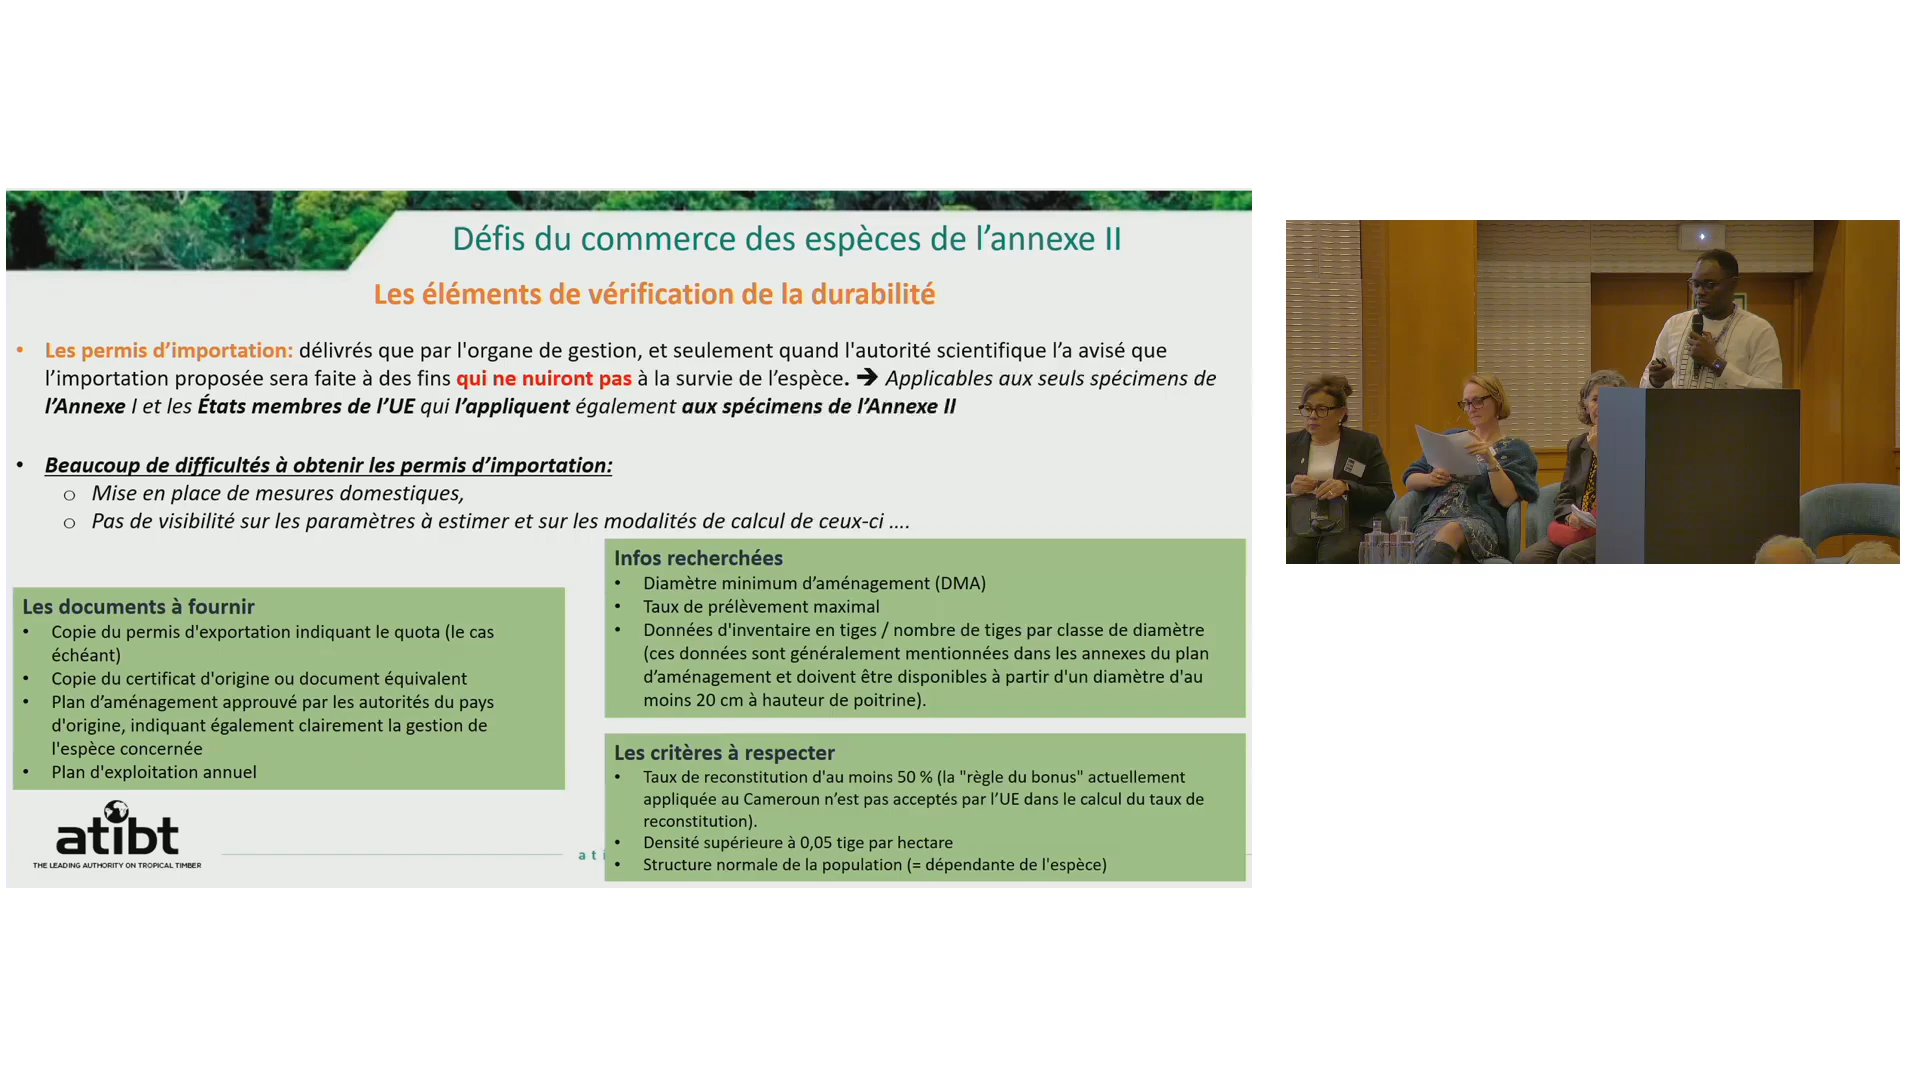 Défis du commerce des espèces de l'annexe II
Les éléments de vérification de la durabilité
• Les permis d'importation: délivrés que par l'organe de gestion, et seulement quand l'autorité scientifique l'a avisé que
l'importation proposée sera faite à des fins qui ne nuiront pas à la survie de l'espèce. ➔ Applicables aux seuls spécimens de
l'Annexe I et les États membres de l'UE qui l'appliquent également aux spécimens de l'Annexe II
• Beaucoup de difficultés à obtenir les permis d'importation:
o Mise en place de mesures domestiques,
o Pas de visibilité sur les paramètres à estimer et sur les modalités de calcul de ceux-ci ....
Les documents à fournir
• Copie du permis d'exportation indiquant le quota (le cas
échéant)
• Copie du certificat d'origine ou document équivalent
• Plan d'aménagement approuvé par les autorités du pays
d'origine, indiquant également clairement la gestion de
l'espèce concernée
• Plan d'exploitation annuel
Infos recherchées
• Diamètre minimum d'aménagement (DMA)
• Taux de prélèvement maximal
• Données d'inventaire en tiges / nombre de tiges par classe de diamètre
(ces données sont généralement mentionnées dans les annexes du plan
d'aménagement et doivent être disponibles à partir d'un diamètre d'au
moins 20 cm à hauteur de poitrine).
Les critères à respecter
• Taux de reconstitution d'au moins 50 % (la "règle du bonus" actuellement
appliquée au Cameroun n'est pas acceptés par l'UE dans le calcul du taux de
reconstitution).
• Densité supérieure à 0,05 tige par hectare
• Structure normale de la population (= dépendante de l'espèce)
atibt
THE LEADING AUTHORITY ON TROPICAL TIMBER
ati